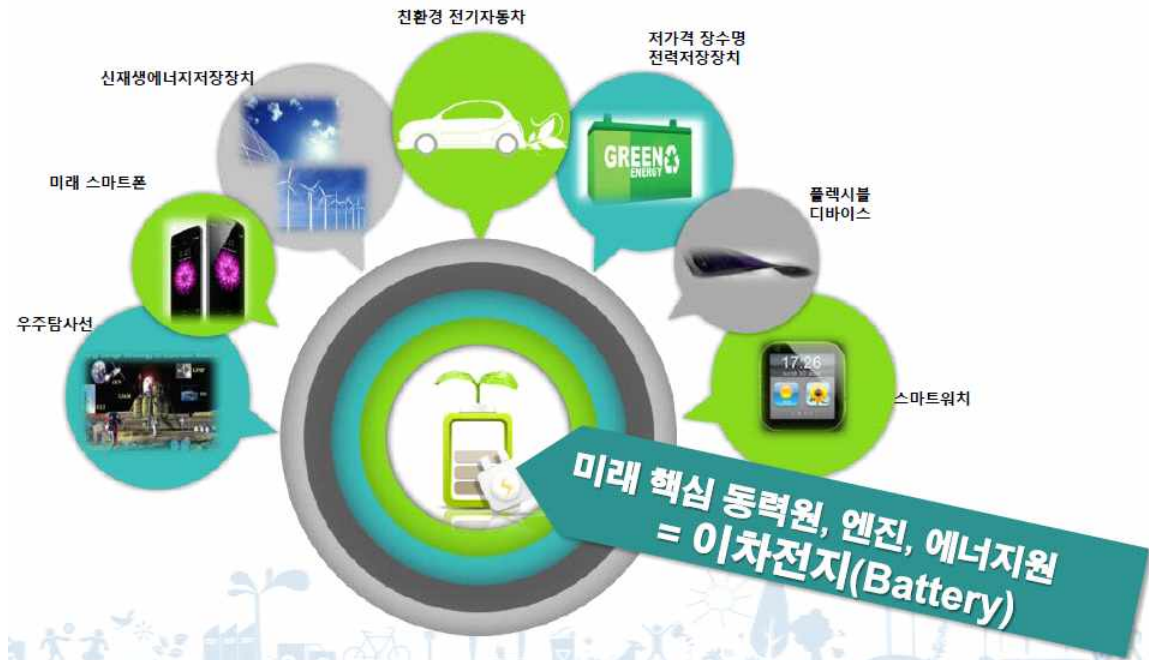 친환경 전기자동차
저가격 장수명
전력저장장치
신재생에너지저장장치
GREEN
ENERGY
미래 스마트폰
플렉시블
디바이스
우주탐사선
17:26
스마트워치
미래 핵심 동력원, 엔진, 에너지원
= 이차전지(Battery)